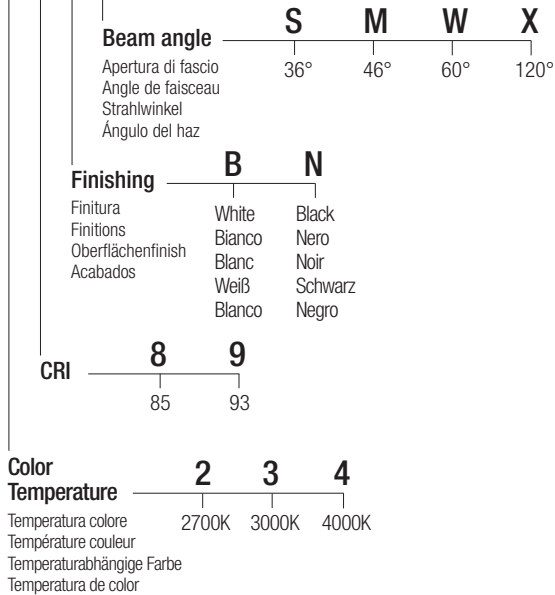 Beam angle S M W X
Apertura di fascio 36° 46° 60° 120°
Angle de faisceau
Strahlwinkel
Ángulo del haz
Finishing B N
Finitura White Black
Finitions Bianco Nero
Oberflächenfinish Blanc Noir
Acabados Weiß Schwarz
Blanco Negro
CRI 8 9
85 93
Color
Temperature 2 3 4
Temperatura colore 2700K 3000K 4000K
Température couleur
Temperaturabhängige Farbe
Temperatura de color